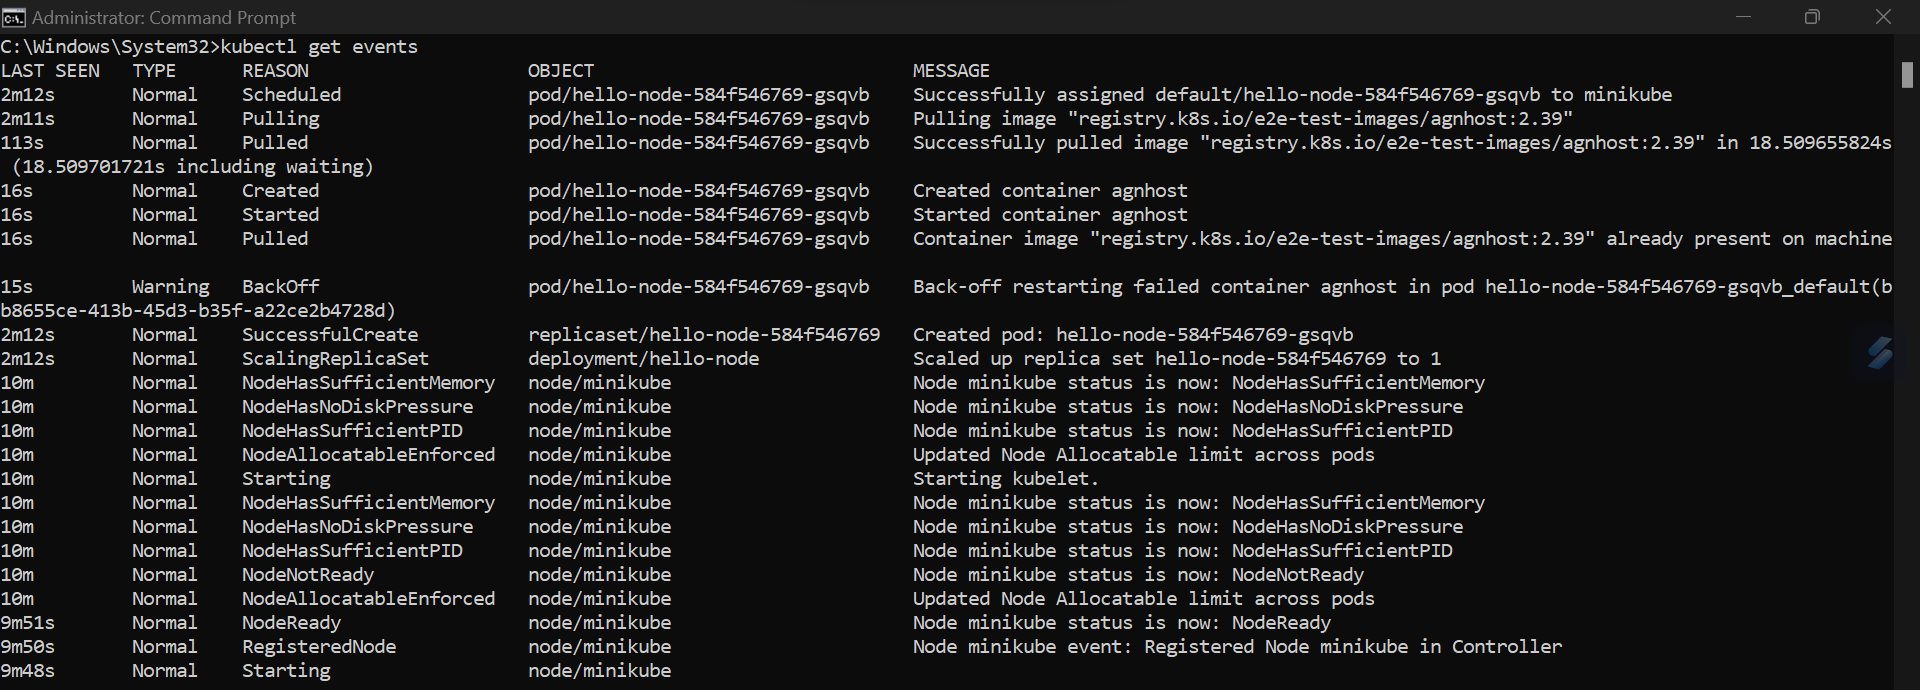 Administrator: Command Prompt
C:\Windows\System32>kubectl get events
LAST SEEN   TYPE      REASON                    OBJECT                             MESSAGE
2m12s       Normal    Scheduled                 pod/hello-node-584f546769-gsqvb    Successfully assigned default/hello-node-584f546769-gsqvb to minikube
2m11s       Normal    Pulling                   pod/hello-node-584f546769-gsqvb    Pulling image "registry.k8s.io/e2e-test-images/agnhost:2.39"
113s        Normal    Pulled                    pod/hello-node-584f546769-gsqvb    Successfully pulled image "registry.k8s.io/e2e-test-images/agnhost:2.39" in 18.509655824s
 (18.509701721s including waiting)
16s         Normal    Created                   pod/hello-node-584f546769-gsqvb    Created container agnhost
16s         Normal    Started                   pod/hello-node-584f546769-gsqvb    Started container agnhost
16s         Normal    Pulled                    pod/hello-node-584f546769-gsqvb    Container image "registry.k8s.io/e2e-test-images/agnhost:2.39" already present on machine
15s         Warning   BackOff                   pod/hello-node-584f546769-gsqvb    Back-off restarting failed container agnhost in pod hello-node-584f546769-gsqvb_default(b
b8655ce-413b-45d3-b35f-a22ce2b4728d)
2m12s       Normal    SuccessfulCreate          replicaset/hello-node-584f546769   Created pod: hello-node-584f546769-gsqvb
2m12s       Normal    ScalingReplicaSet         deployment/hello-node              Scaled up replica set hello-node-584f546769 to 1
10m         Normal    NodeHasSufficientMemory   node/minikube                      Node minikube status is now: NodeHasSufficientMemory
10m         Normal    NodeHasNoDiskPressure     node/minikube                      Node minikube status is now: NodeHasNoDiskPressure
10m         Normal    NodeHasSufficientPID      node/minikube                      Node minikube status is now: NodeHasSufficientPID
10m         Normal    NodeAllocatableEnforced   node/minikube                      Updated Node Allocatable limit across pods
10m         Normal    Starting                  node/minikube                      Starting kubelet.
10m         Normal    NodeHasSufficientMemory   node/minikube                      Node minikube status is now: NodeHasSufficientMemory
10m         Normal    NodeHasNoDiskPressure     node/minikube                      Node minikube status is now: NodeHasNoDiskPressure
10m         Normal    NodeHasSufficientPID      node/minikube                      Node minikube status is now: NodeHasSufficientPID
10m         Normal    NodeNotReady              node/minikube                      Node minikube status is now: NodeNotReady
10m         Normal    NodeAllocatableEnforced   node/minikube                      Updated Node Allocatable limit across pods
9m51s       Normal    NodeReady                 node/minikube                      Node minikube status is now: NodeReady
9m50s       Normal    RegisteredNode            node/minikube                      Node minikube event: Registered Node minikube in Controller
9m48s       Normal    Starting                  node/minikube